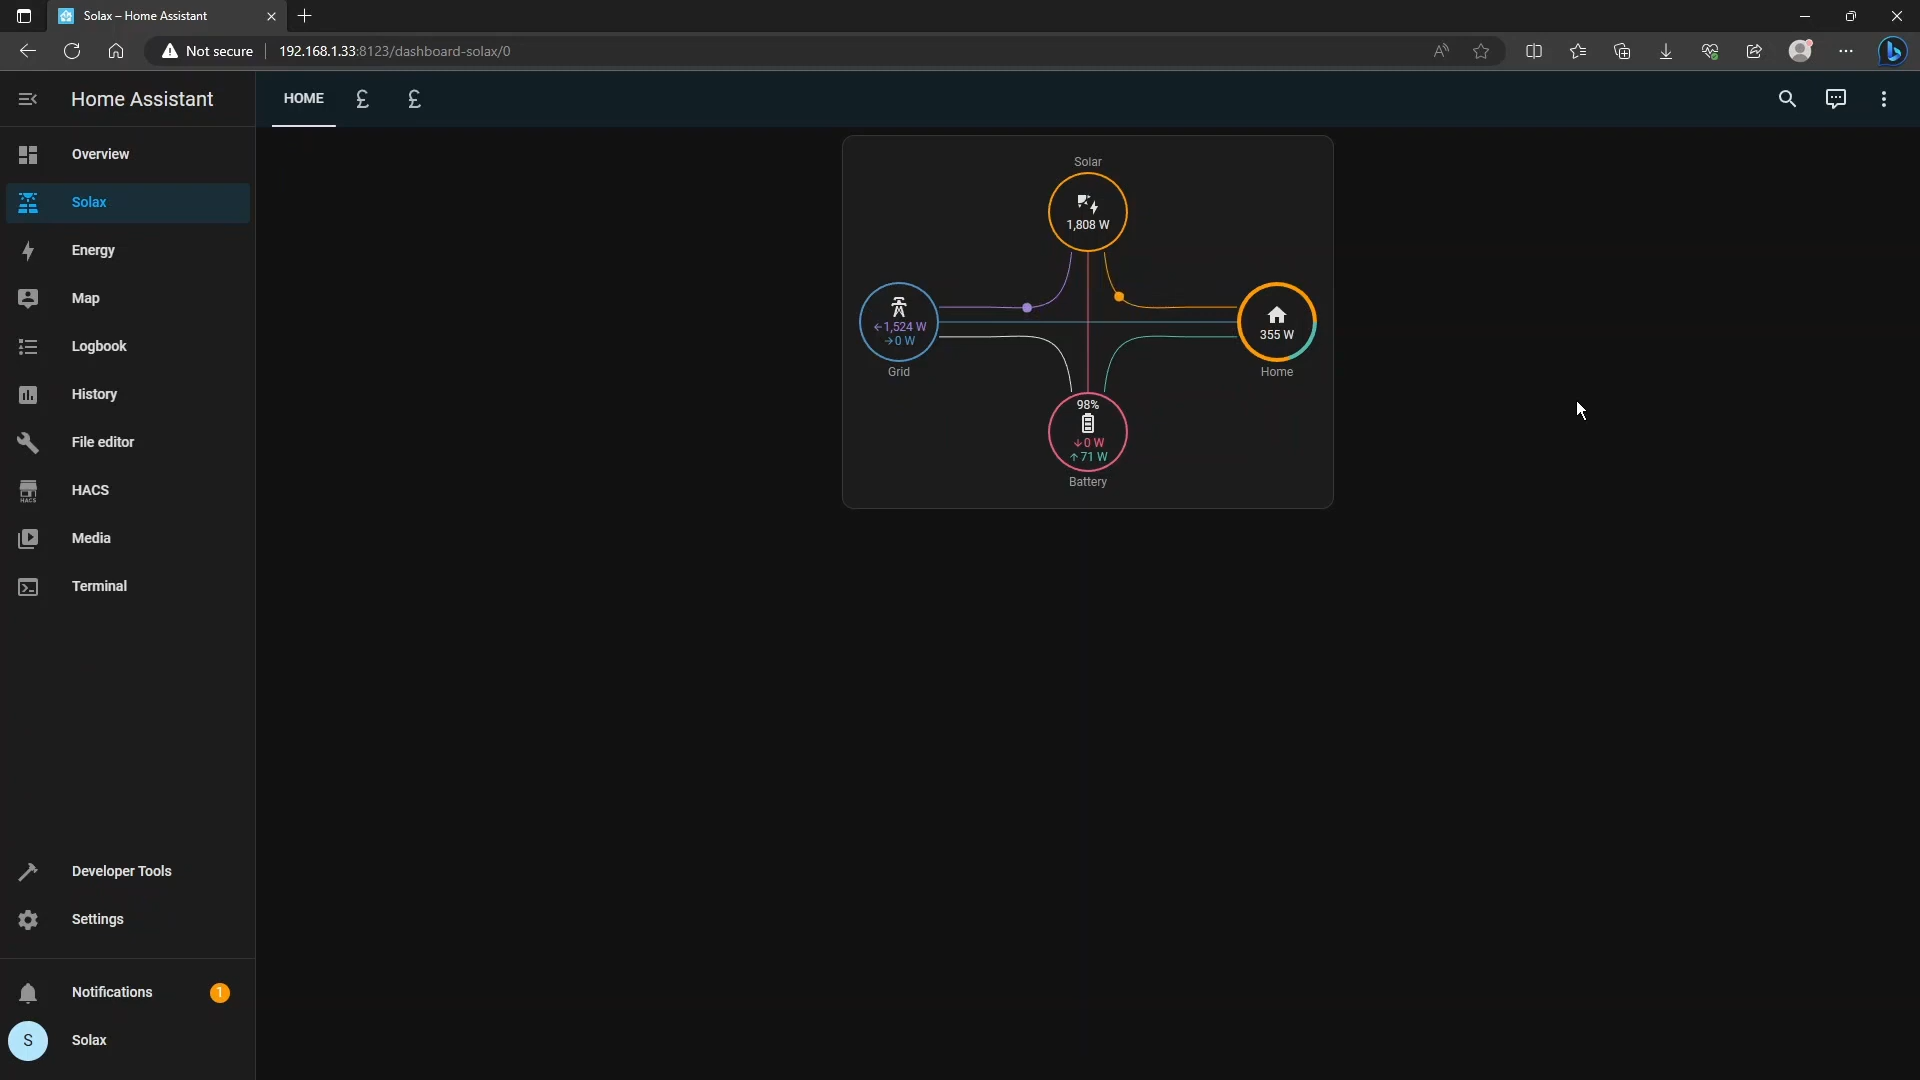 Solax – Home Assistant
Not secure
192.168.1.33:8123/dashboard-solax/0
Home Assistant
HOME
£
£
Overview
Solax
Energy
Map
Logbook
History
File editor
HACS
HACS
Media
Terminal
Developer Tools
Settings
Notifications
1
S
Solax
Solar
1,808 W
←1,524 W
→0 W
Grid
355 W
Home
98%
↓0 W
↑71 W
Battery